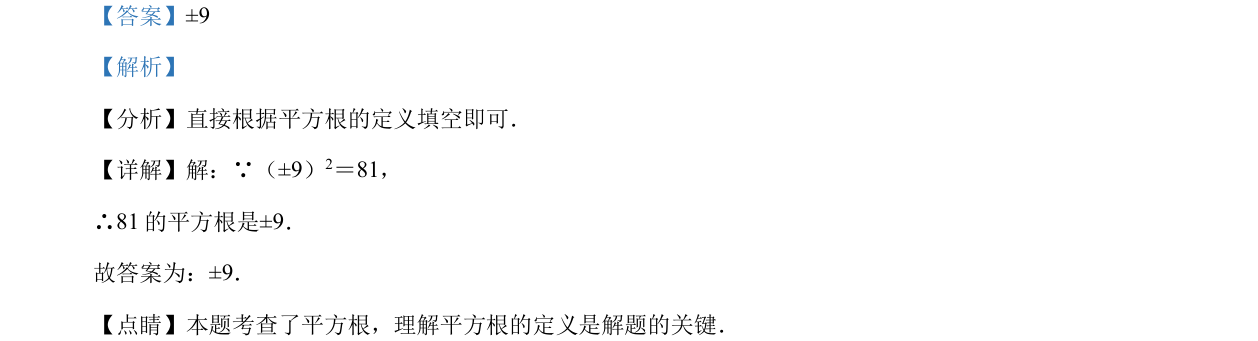 【答案】±9
【解析】
【分析】直接根据平方根的定义填空即可．
【详解】解：∵（±9）²＝81，
∴81 的平方根是±9．
故答案为：±9．
【点睛】本题考查了平方根，理解平方根的定义是解题的关键．